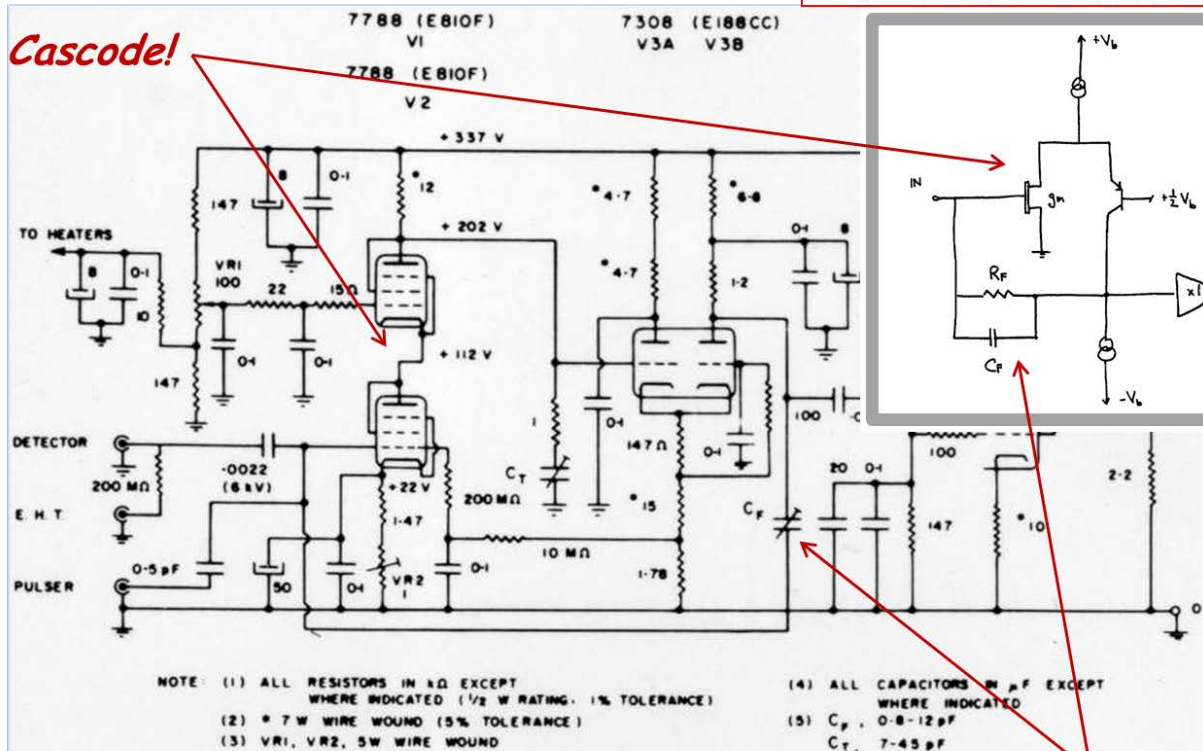 7788 (E810F)
V1
7788 (E810F)
V2
7308 (E188CC)
V3A V3B
Cascode!
+Vb
IN
gm
+½Vb
RF
CF
x1
-Vb
+ 337 V
147
8
0·1
* 12
* 4·7
* 6·8
+ 202 V
TO HEATERS
8
0·1
10
VR1
100
22
15Ω
* 4·7
1·2
0·1
8
0·1
0·1
+ 112 V
147
DETECTOR
·0022
(6 kV)
200 MΩ
E. H. T.
PULSER
0·5 pF
50
0·1
+22 V
1·47
VR2
1
200 MΩ
0·1
10 MΩ
1
CT
0·1
147 Ω
0·1
* 15
1·78
100
CF
20
0·1
100
147
* 10
2·2
0
NOTE: (1) ALL RESISTORS IN kΩ EXCEPT
WHERE INDICATED (1/2 W RATING, 1% TOLERANCE)
(2) * 7 W WIRE WOUND (5% TOLERANCE)
(3) VR1, VR2, 5W WIRE WOUND
(4) ALL CAPACITORS IN μF EXCEPT
WHERE INDICATED
(5) CF, 0·8-12 pF
CT, 7-45 pF